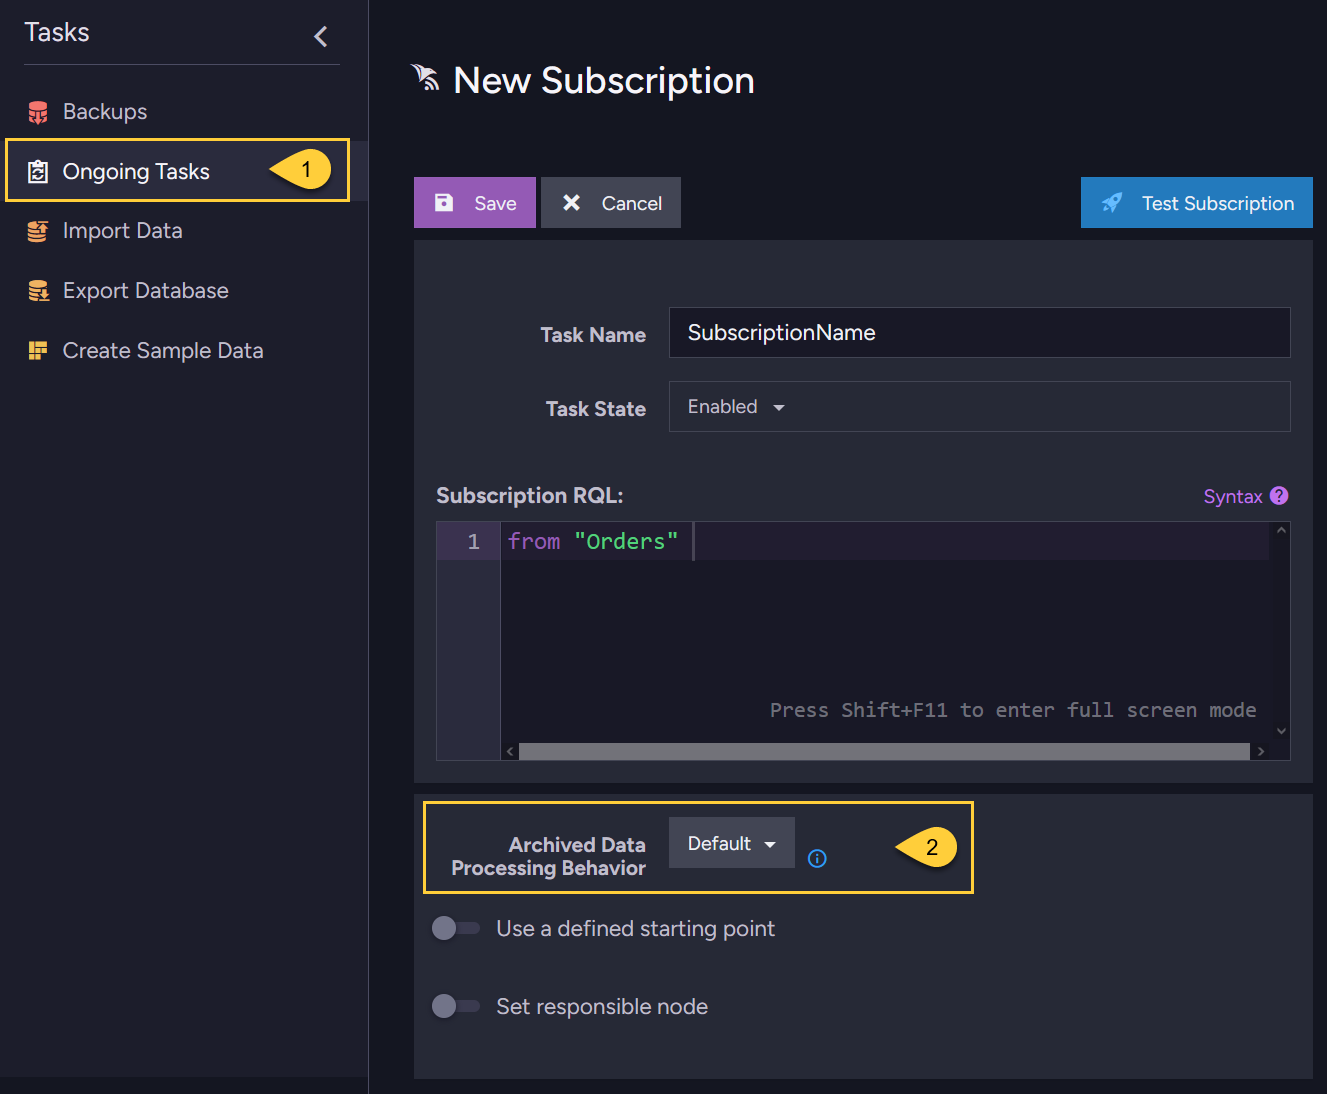 Tasks
Backups
Ongoing Tasks
1
Import Data
Export Database
Create Sample Data
New Subscription
Save
Cancel
Test Subscription
Task Name
SubscriptionName
Task State
Enabled
Subscription RQL:
Syntax ?
1
from "Orders"
Press Shift+F11 to enter full screen mode
Archived Data
Processing Behavior
Default
2
Use a defined starting point
Set responsible node